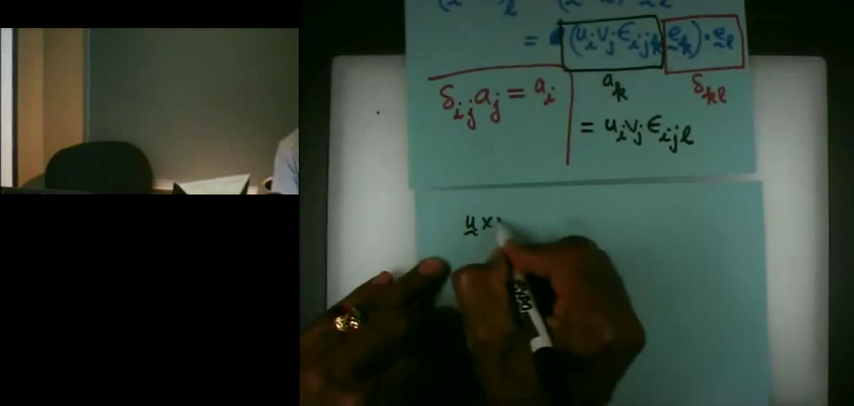 = (u_i v_j ϵ_ijk e_k) · e_l
δ_ij a_j = a_i
a_k
δ_kl
= u_i v_j ϵ_ijl
u ×